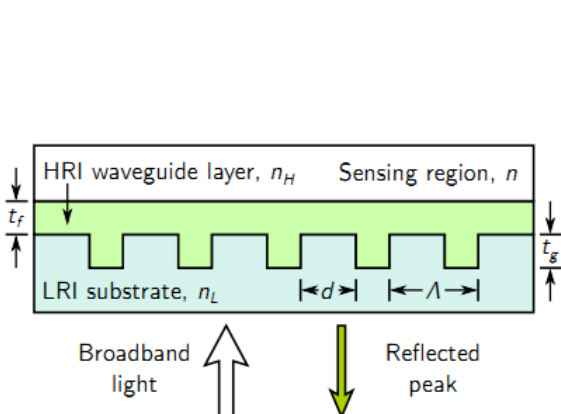 HRI waveguide layer, n_H
Sensing region, n
t_f
t_g
LRI substrate, n_L
d
Λ
Broadband
light
Reflected
peak